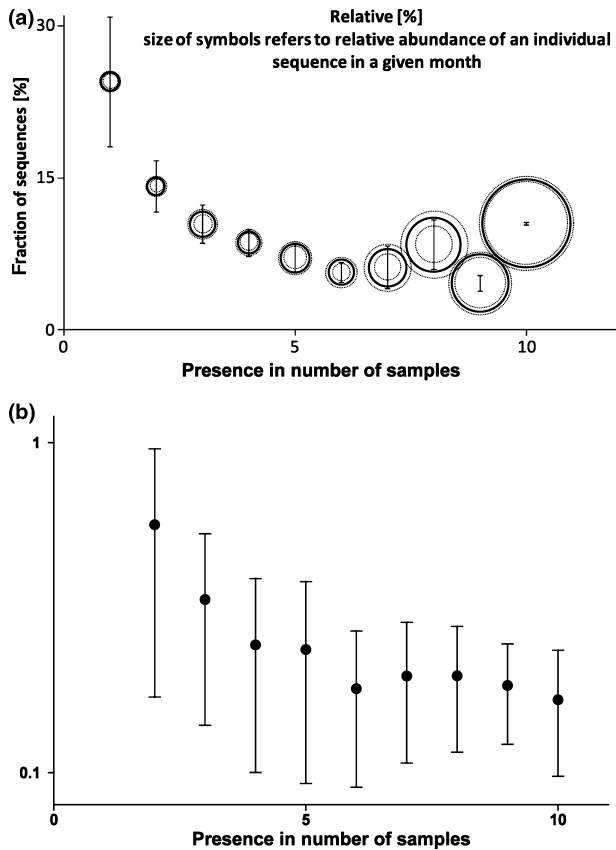 (a)
Relative [%]
size of symbols refers to relative abundance of an individual
sequence in a given month
Fraction of sequences [%]
30
15
0
0 5 10
Presence in number of samples
(b)
1
0.1
0 5 10
Presence in number of samples